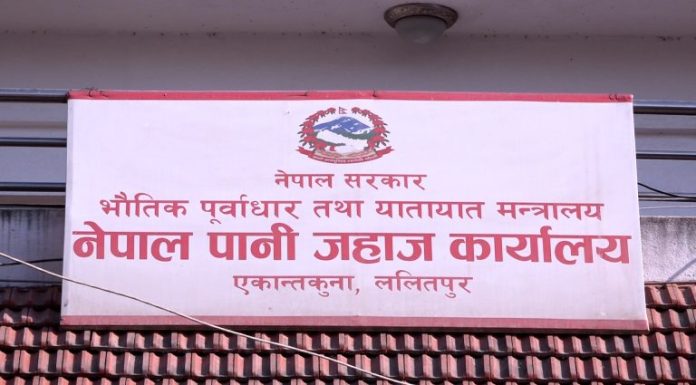 नेपाल सरकार
भौतिक पूर्वाधार तथा यातायात मन्त्रालय
नेपाल पानी जहाज कार्यालय
एकान्तकुना, ललितपुर